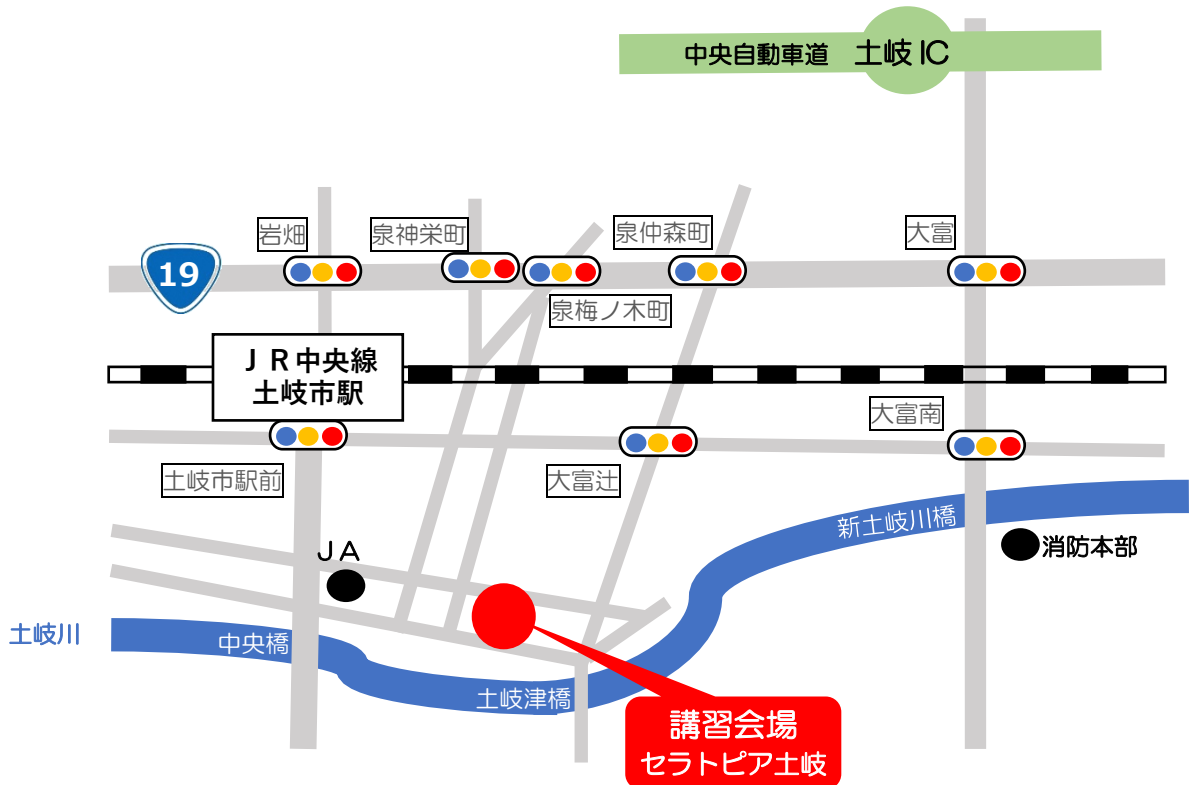 中央自動車道 土岐IC
岩畑
泉神栄町
泉仲森町
大富
19
泉梅ノ木町
JR中央線
土岐市駅
大富南
土岐市駅前
大富辻
新土岐川橋
JA
消防本部
土岐川
中央橋
土岐津橋
講習会場
セラトピア土岐